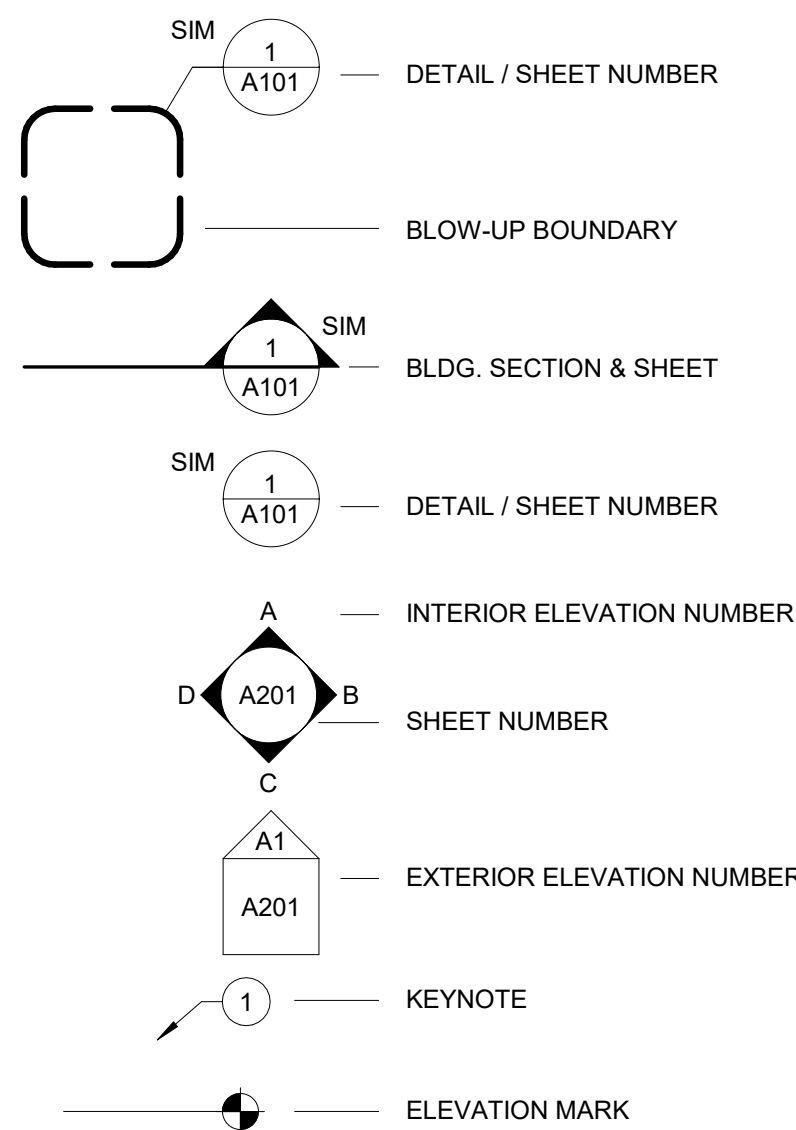 SIM
1
A101
DETAIL / SHEET NUMBER
BLOW-UP BOUNDARY
SIM
1
A101
BLDG. SECTION & SHEET
SIM
1
A101
DETAIL / SHEET NUMBER
A
INTERIOR ELEVATION NUMBER
D A201 B
SHEET NUMBER
C
A1
EXTERIOR ELEVATION NUMBER
A201
1 KEYNOTE
ELEVATION MARK